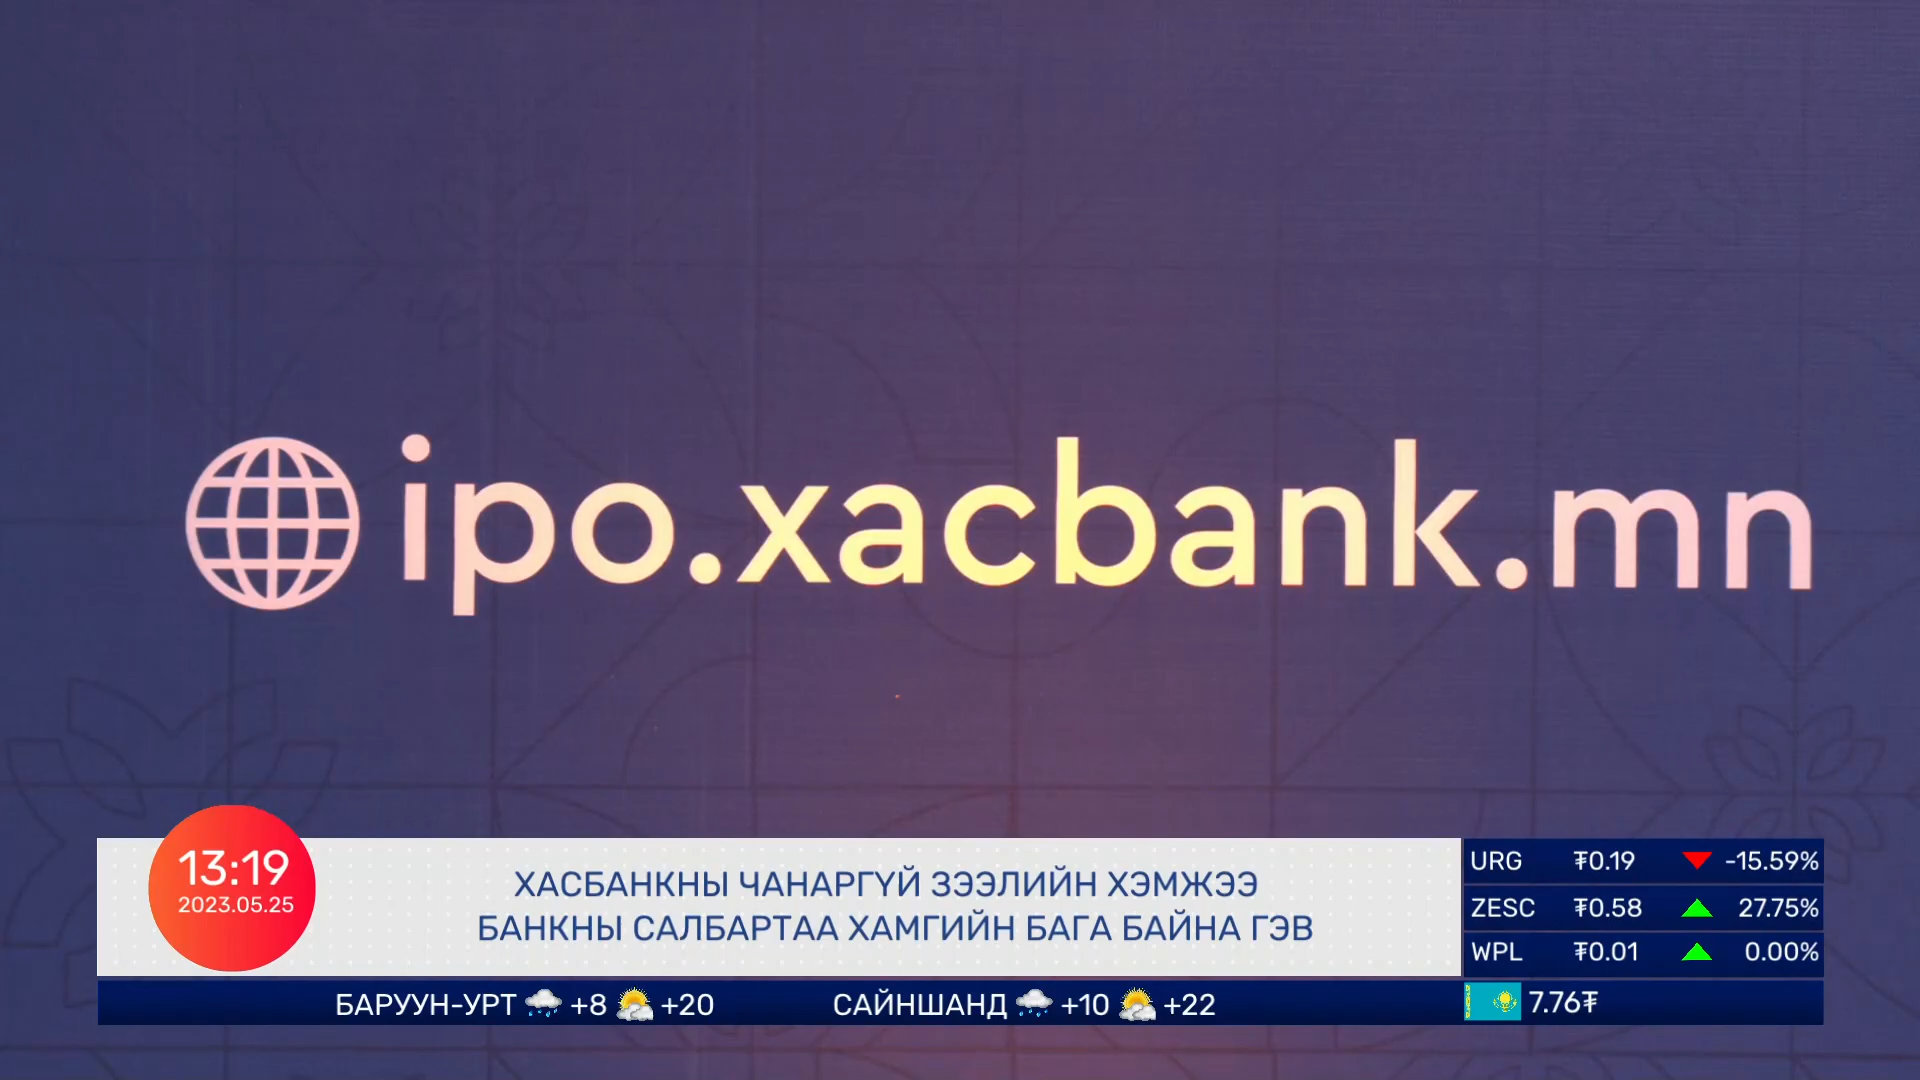 ipo.xacbank.mn
13:19
2023.05.25
ХАСБАНКНЫ ЧАНАРГҮЙ ЗЭЭЛИЙН ХЭМЖЭЭ
БАНКНЫ САЛБАРТАА ХАМГИЙН БАГА БАЙНА ГЭВ
URG ₮0.19 -15.59%
ZESC ₮0.58 27.75%
WPL ₮0.01 0.00%
БАРУУН-УРТ +8 +20 САЙНШАНД +10 +22
7.76₮